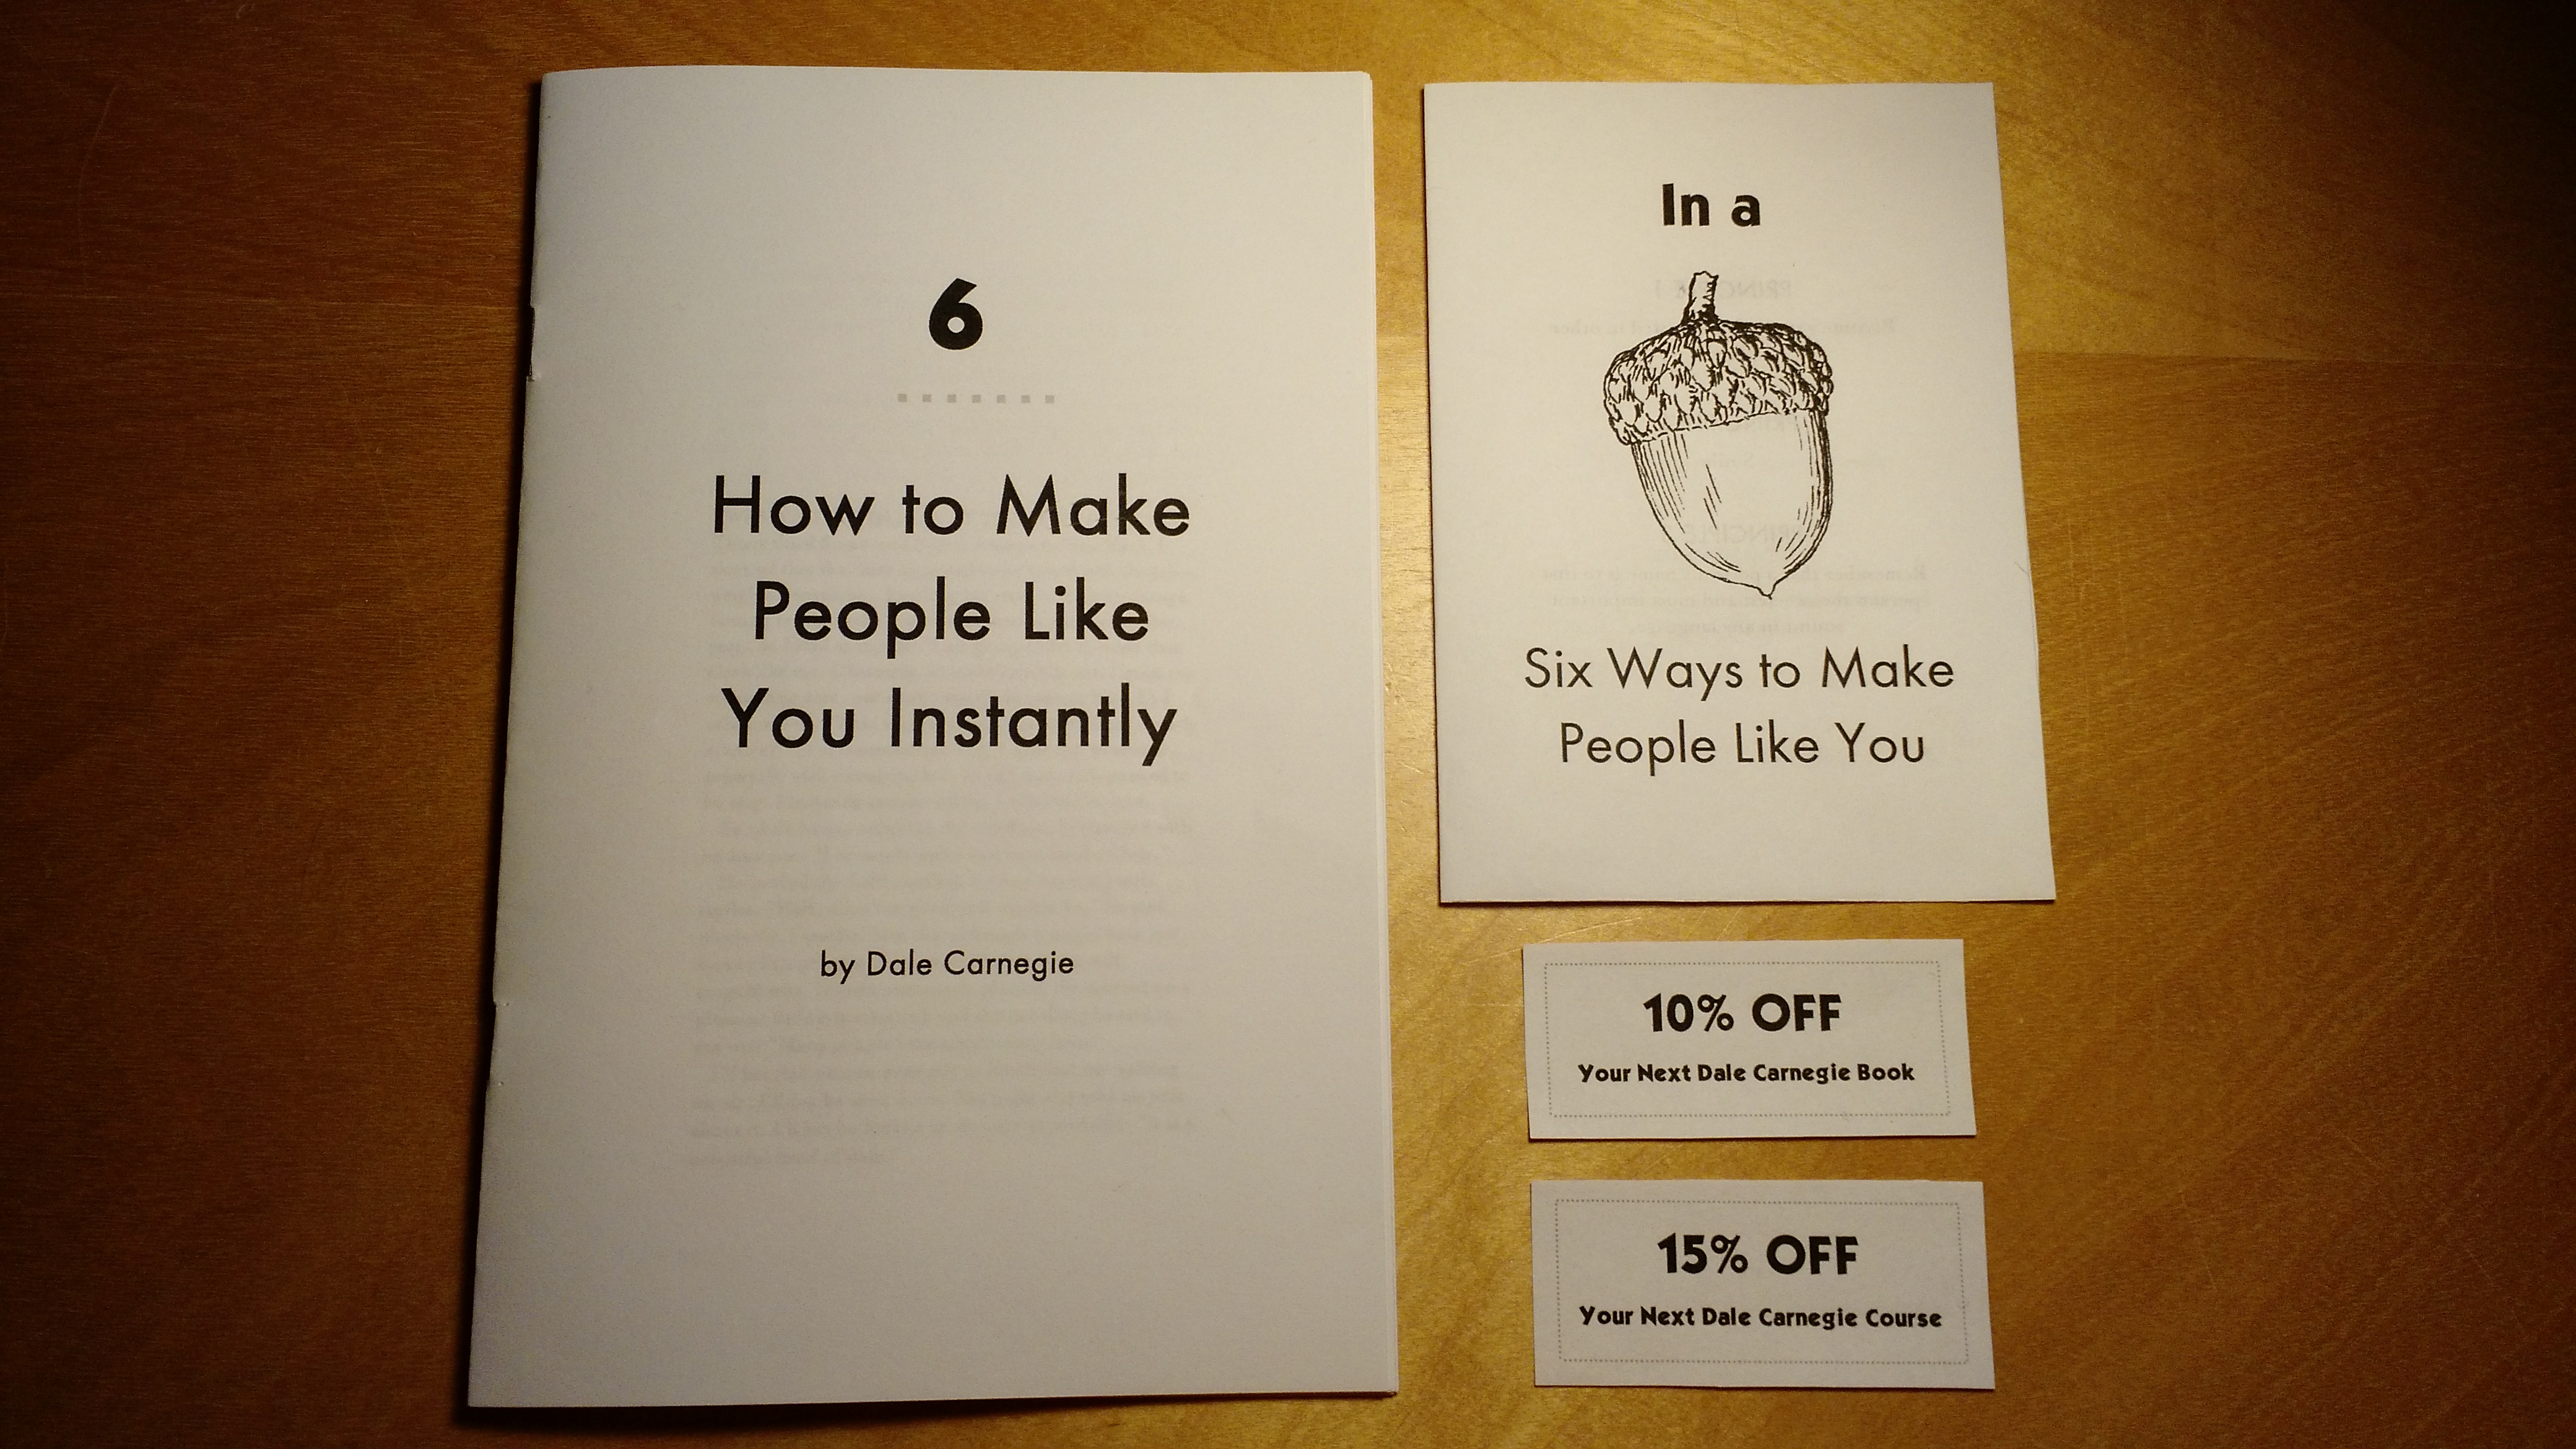 6
How to Make
People Like
You Instantly
by Dale Carnegie
In a
Six Ways to Make
People Like You
10% OFF
Your Next Dale Carnegie Book
15% OFF
Your Next Dale Carnegie Course